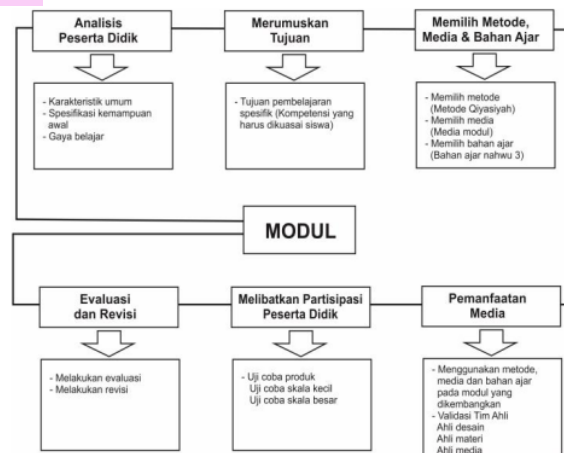 Analisis
Peserta Didik
Merumuskan
Tujuan
Memilih Metode,
Media & Bahan Ajar
- Karakteristik umum
- Spesifikasi kemampuan
awal
- Gaya belajar
- Tujuan pembelajaran
spesifik (Kompetensi yang
harus dikuasai siswa)
- Memilih metode
(Metode Qiyasiyah)
- Memilih media
(Media modul)
- Memilih bahan ajar
(Bahan ajar nahwu 3)
MODUL
Evaluasi
dan Revisi
Melibatkan Partisipasi
Peserta Didik
Pemanfaatan
Media
- Melakukan evaluasi
- Melakukan revisi
- Uji coba produk
Uji coba skala kecil
Uji coba skala besar
- Menggunakan metode,
media dan bahan ajar
pada modul yang
dikembangkan
- Validasi Tim Ahli
Ahli desain
Ahli materi
Ahli media